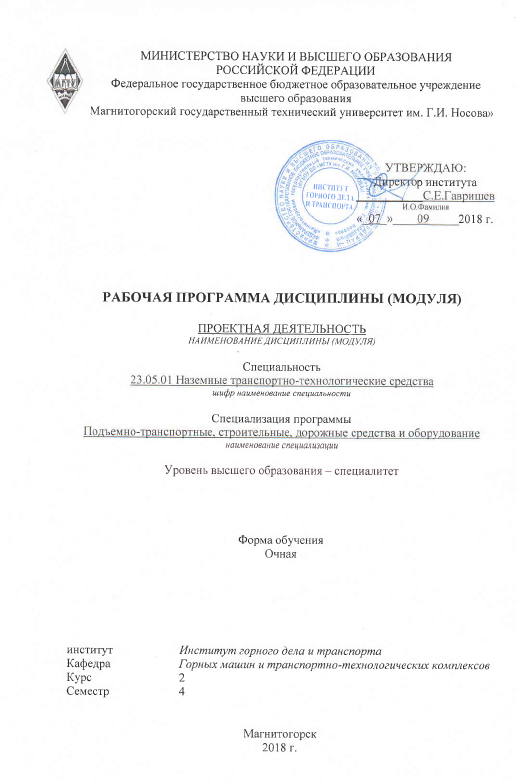 МИНИСТЕРСТВО НАУКИ И ВЫСШЕГО ОБРАЗОВАНИЯ
РОССИЙСКОЙ ФЕДЕРАЦИИ
Федеральное государственное бюджетное образовательное учреждение
высшего образования
Магнитогорский государственный технический университет им. Г.И. Носова»
УТВЕРЖДАЮ:
Директор института
С.Е.Гавришев
И.О.Фамилия
«_07_»____09____2018 г.
ИНСТИТУТ
ГОРНОГО ДЕЛА
И ТРАНСПОРТА
РАБОЧАЯ ПРОГРАММА ДИСЦИПЛИНЫ (МОДУЛЯ)
ПРОЕКТНАЯ ДЕЯТЕЛЬНОСТЬ
НАИМЕНОВАНИЕ ДИСЦИПЛИНЫ (МОДУЛЯ)
Специальность
23.05.01 Наземные транспортно-технологические средства
шифр наименование специальности
Специализация программы
Подъемно-транспортные, строительные, дорожные средства и оборудование
наименование специализации
Уровень высшего образования – специалитет
Форма обучения
Очная
институт Институт горного дела и транспорта
Кафедра Горных машин и транспортно-технологических комплексов
Курс 2
Семестр 4
Магнитогорск
2018 г.